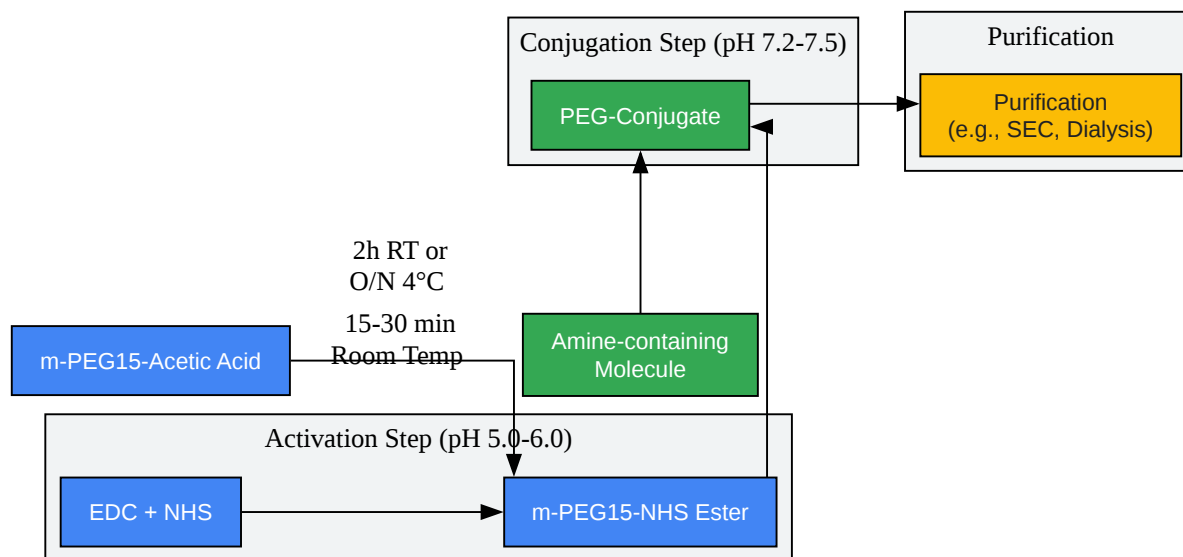 Conjugation Step (pH 7.2-7.5)
PEG-Conjugate
Purification
Purification
(e.g., SEC, Dialysis)
2h RT or
O/N 4°C
15-30 min
Room Temp
m-PEG15-Acetic Acid
Amine-containing
Molecule
Activation Step (pH 5.0-6.0)
EDC + NHS
m-PEG15-NHS Ester